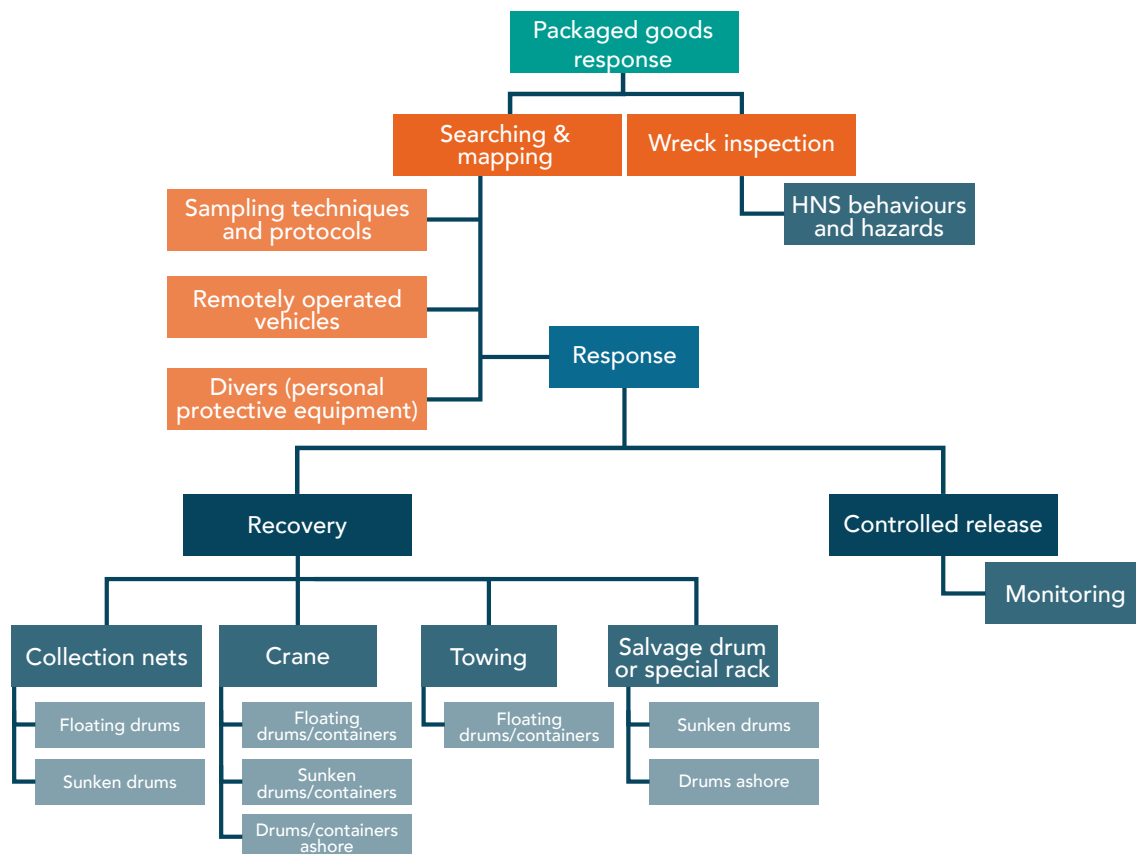 Packaged goods
response
Searching &
mapping
Wreck inspection
Sampling techniques
and protocols
HNS behaviours
and hazards
Remotely operated
vehicles
Response
Divers (personal
protective equipment)
Recovery
Controlled release
Monitoring
Collection nets
Crane
Towing
Salvage drum
or special rack
Floating drums
Floating
drums/containers
Floating
drums/containers
Sunken drums
Sunken drums
Sunken
drums/containers
Drums ashore
Drums/containers
ashore